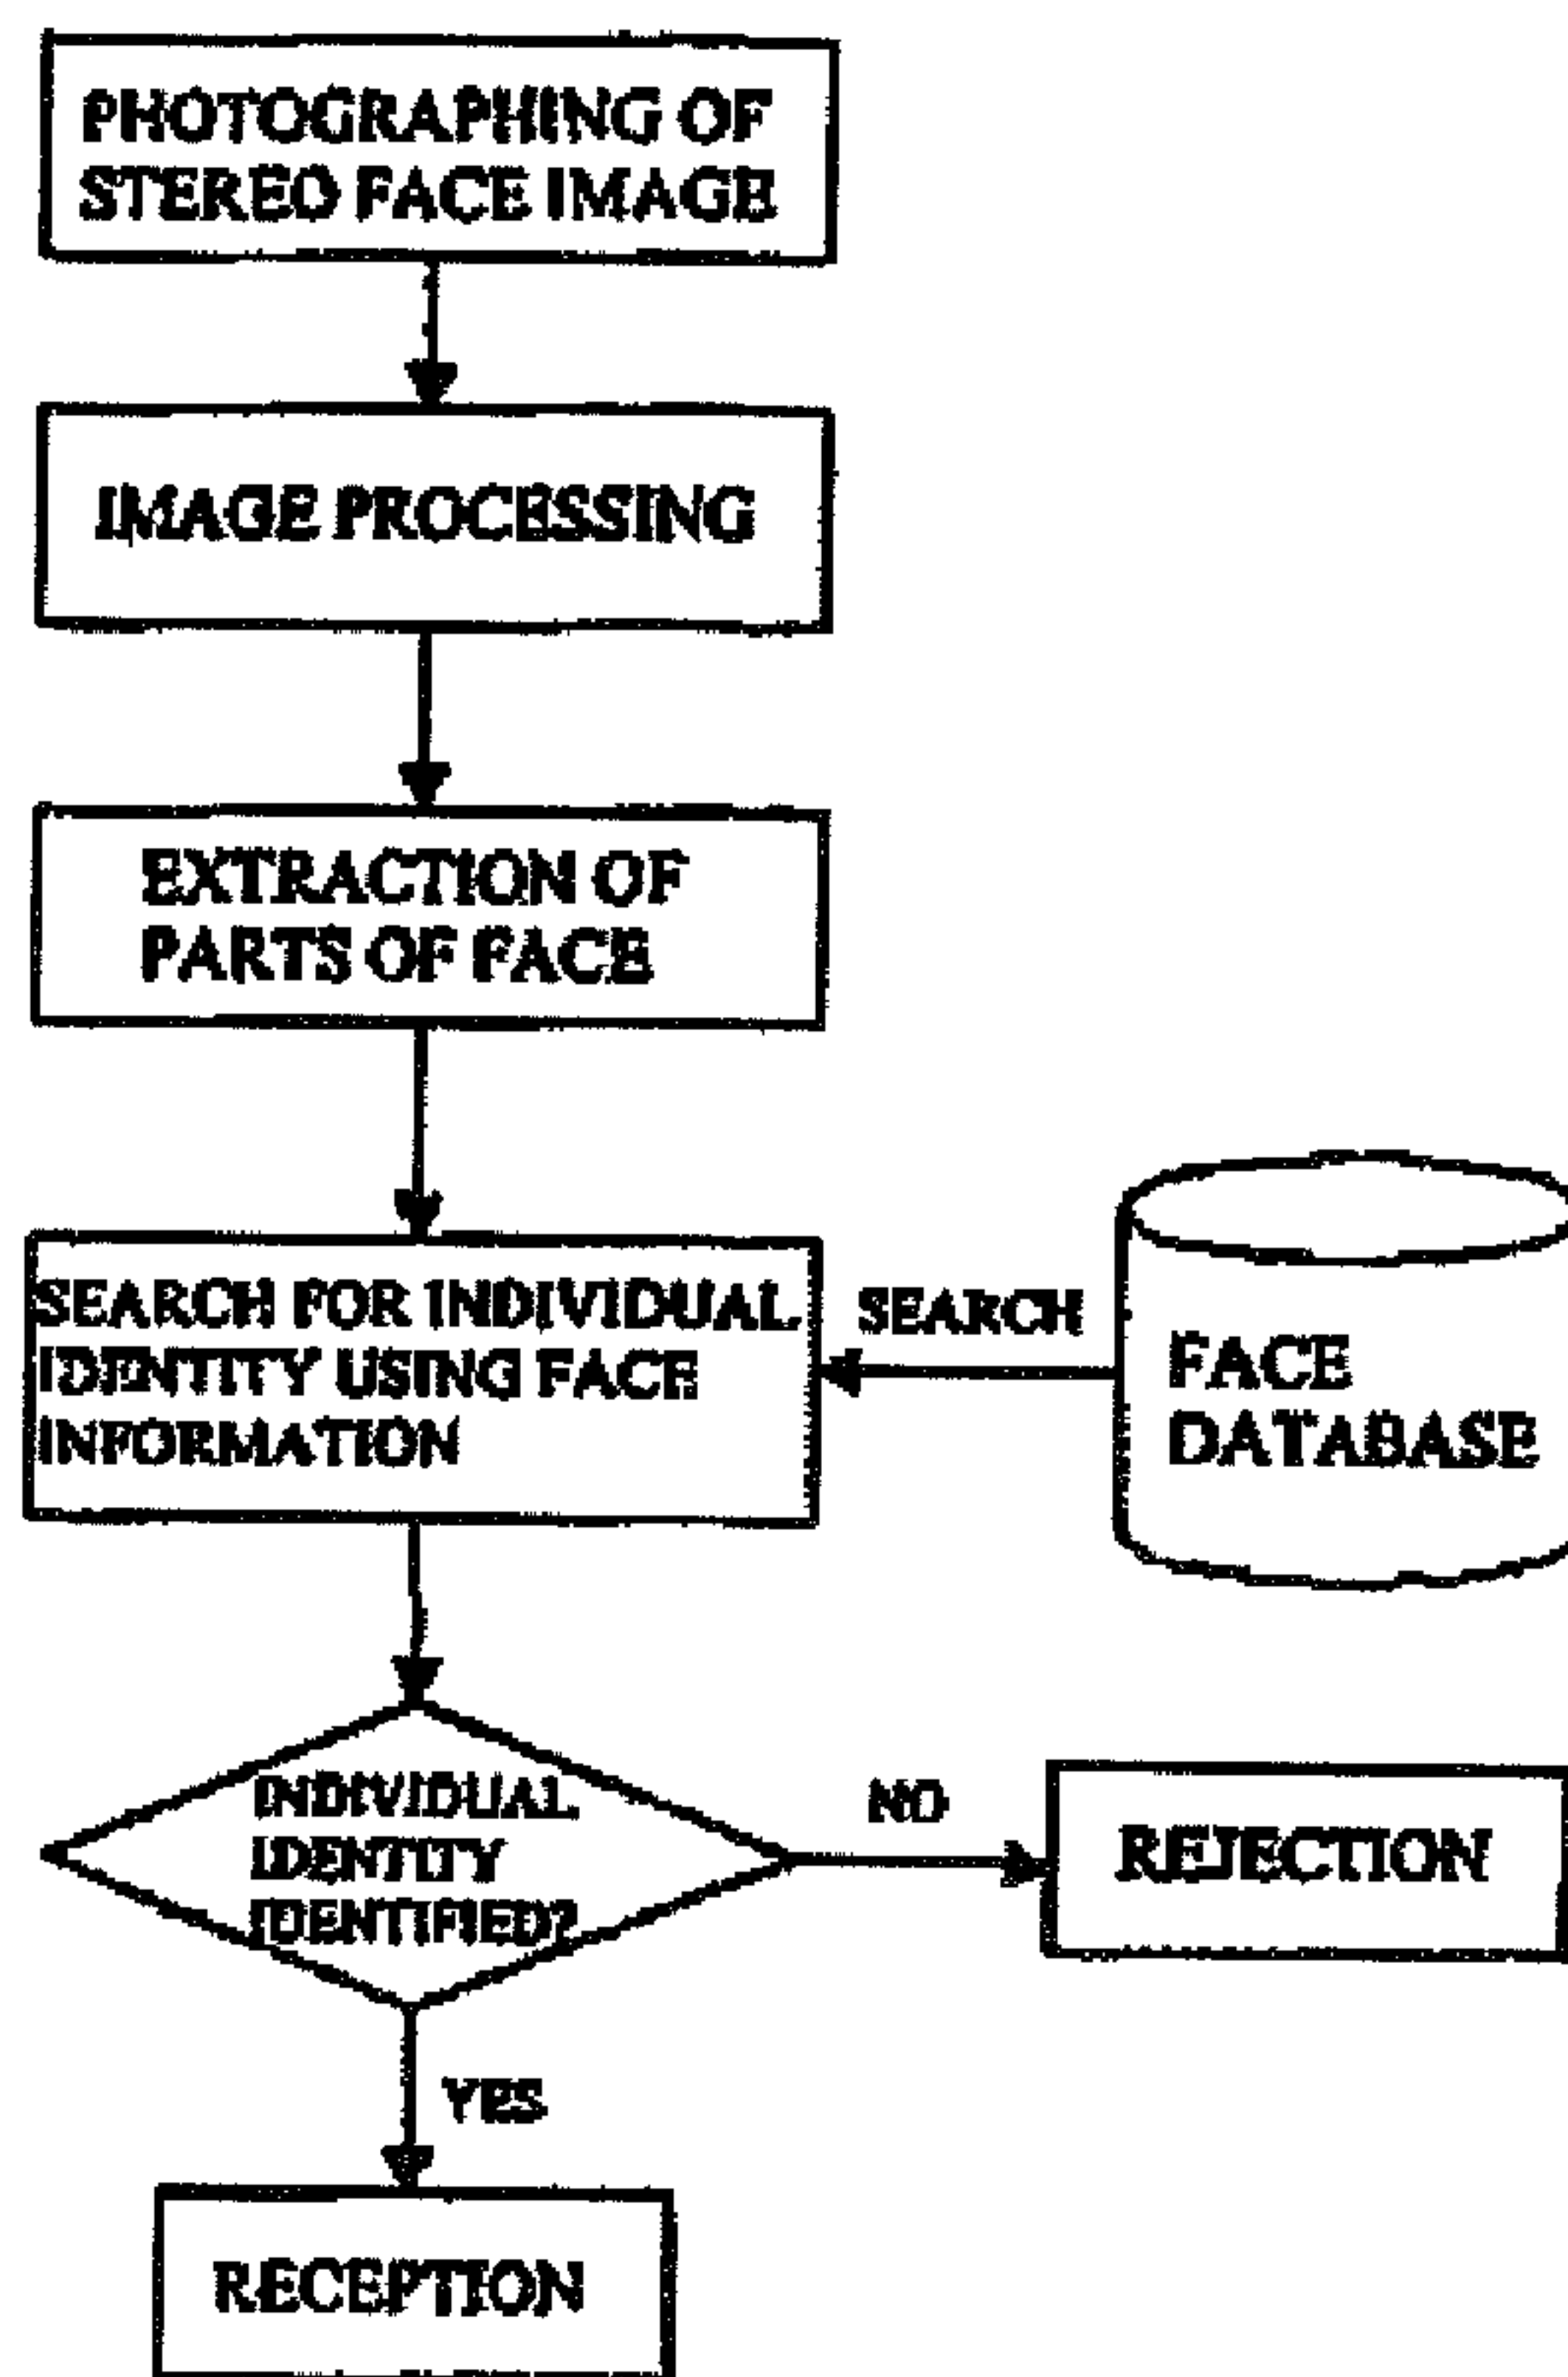 PHOTOGRAPHING OF
STEREO FACE IMAGE
IMAGE PROCESSING
EXTRACTION OF
PARTS OF FACE
SEARCH FOR INDIVIDUAL
IDENTITY USING FACE
INFORMATION
SEARCH
FACE
DATABASE
INDIVIDUAL
IDENTITY
IDENTIFIED?
NO
REJECTION
YES
RECEPTION